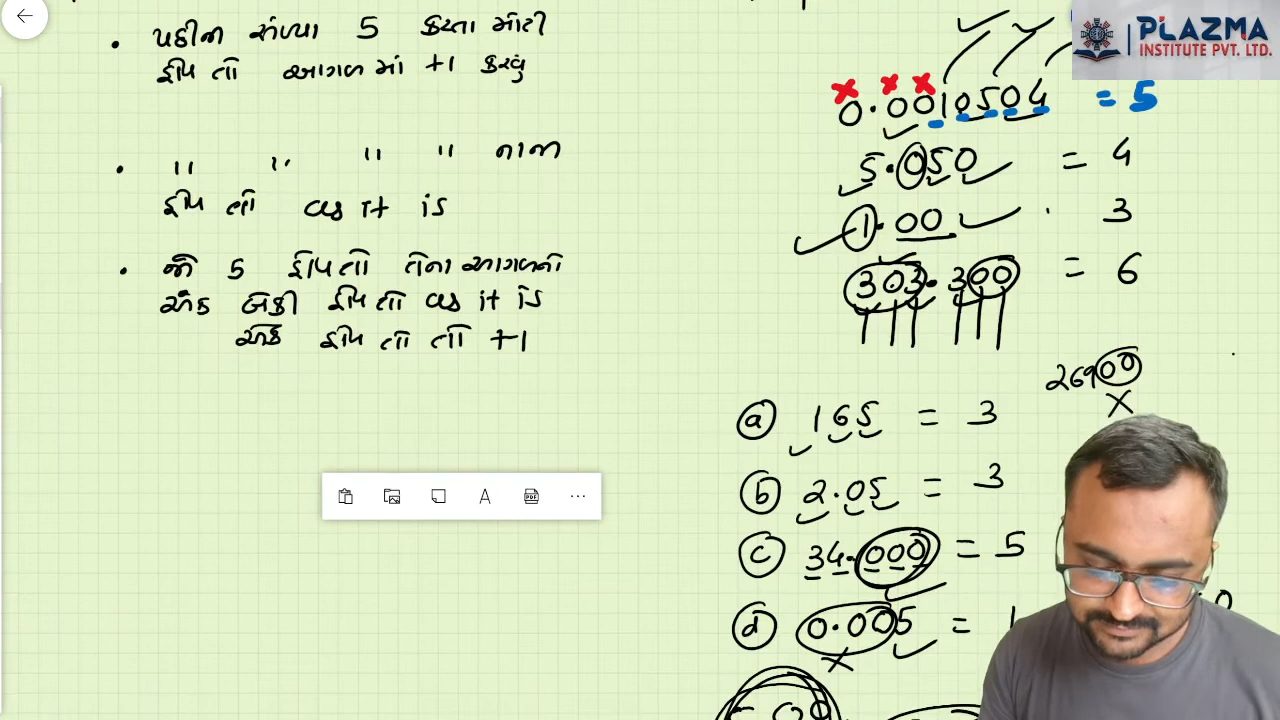 • પછીના સંખ્યા 5 કરતા મોટી
હોય તો આગળ માં +1 કરવું
• " " " " નાના
હોય તો as it is
• જો 5 હોય તો તેના આગળનો
અંક બેકી હોય તો as it is
એકી હોય તો તો +1
PLAZMA
INSTITUTE PVT. LTD.
0.0010504 = 5
5.050 = 4
1.00 3
303.300 = 6
26900
(a) 165 = 3
(b) 2.05 = 3
(c) 34.000 = 5
(d) 0.005 = 1